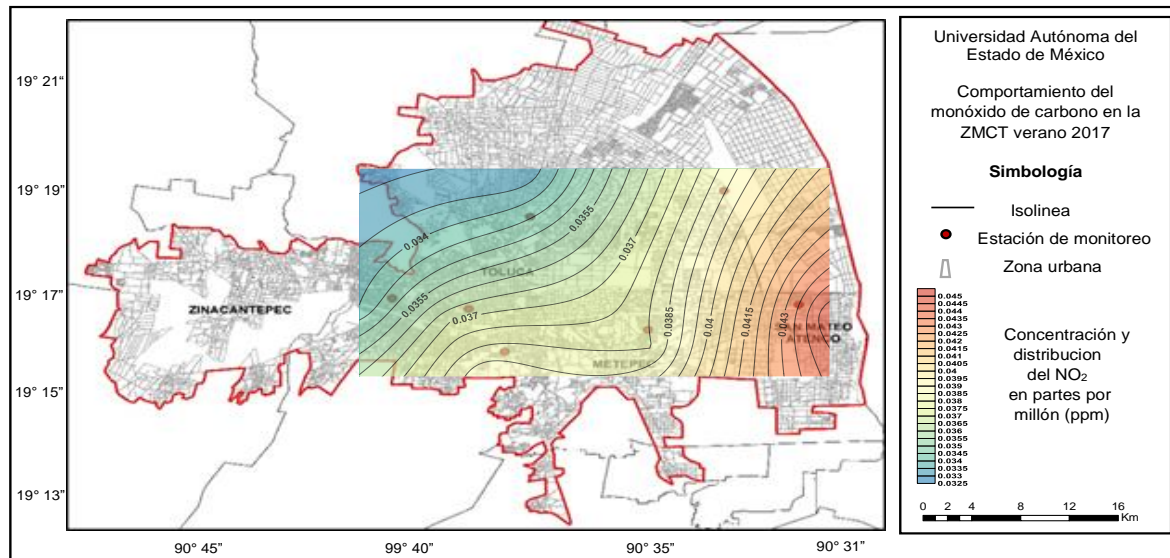 19° 21“
19° 19”
19° 17”
19° 15”
19° 13”
90° 45”
99° 40”
90° 35”
90° 31”
ZINACANTEPEC
TOLUCA
METEPEC
SAN MATEO
ATENCO
0.034
0.0355
0.0355
0.037
0.037
0.0385
0.04
0.0415
0.043
Universidad Autónoma del
Estado de México
Comportamiento del
monóxido de carbono en la
ZMCT verano 2017
Simbología
Isolinea
Estación de monitoreo
Zona urbana
0.045
0.0445
0.044
0.0435
0.043
0.0425
0.042
0.0415
0.041
0.0405
0.04
0.0395
0.039
0.0385
0.038
0.0375
0.037
0.0365
0.036
0.0355
0.035
0.0345
0.034
0.0335
0.033
0.0325
Concentración y
distribucion
del NO₂
en partes por
millón (ppm)
0 2 4 8 12 16
Km